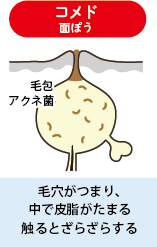 コメド
面ぽう
毛包
アクネ菌
毛穴がつまり、
中で皮脂がたまる
触るとざらざらする